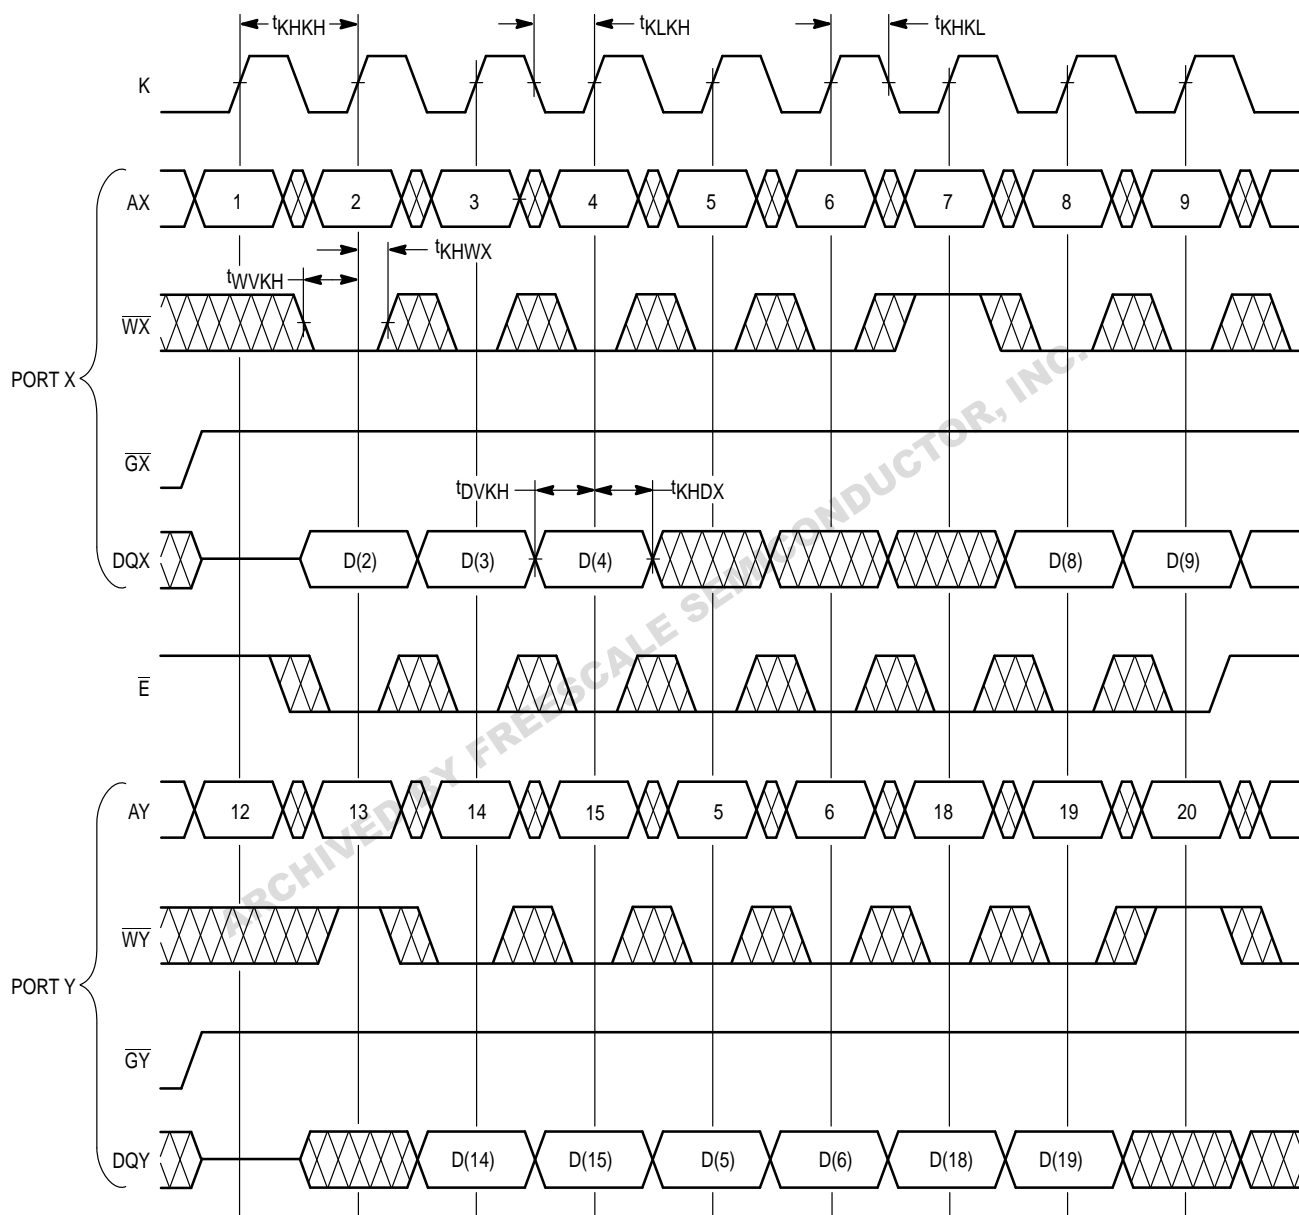 tKHKH tKLKH tKHKL
K
AX 1 2 3 4 5 6 7 8 9
tKHWX
tWVKH
WX
PORT X
GX
tDVKH tKHDX
DQX D(2) D(3) D(4) D(8) D(9)
E
AY 12 13 14 15 5 6 18 19 20
WY
PORT Y
GY
DQY D(14) D(15) D(5) D(6) D(18) D(19)
ARCHIVED BY FREESCALE SEMICONDUCTOR, INC.